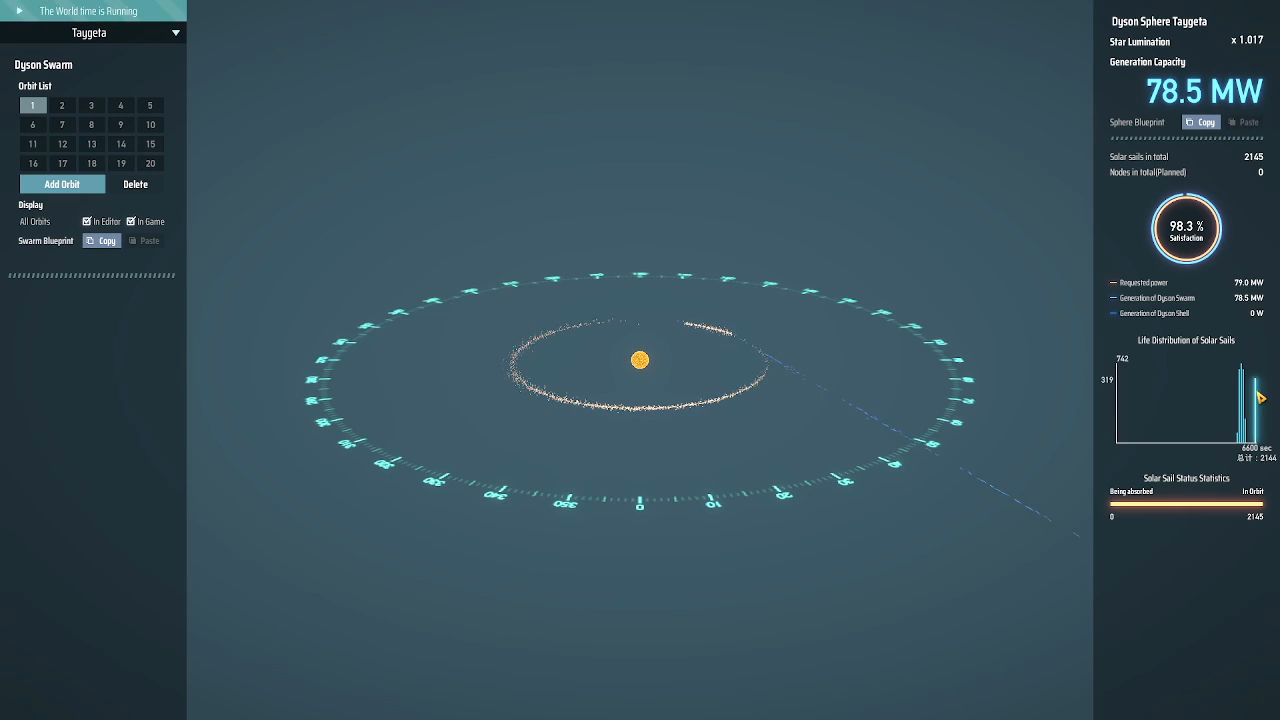 The World time is Running
Taygeta
Dyson Swarm
Orbit List
1 2 3 4 5
6 7 8 9 10
11 12 13 14 15
16 17 18 19 20
Add Orbit Delete
Display
All Orbits In Editor In Game
Swarm Blueprint Copy Paste
350 0 10 20 30
Dyson Sphere Taygeta
Star Lumination x 1.017
Generation Capacity
78.5 MW
Sphere Blueprint Copy Paste
Solar sails in total 2145
Nodes in total(Planned) 0
98.3 %
Satisfaction
Requested power 79.0 MW
Generation of Dyson Swarm 78.5 MW
Generation of Dyson Shell 0 W
Life Distribution of Solar Sails
742
319
6600 sec
总计：2144
Solar Sail Status Statistics
Being absorbed In Orbit
0 2145